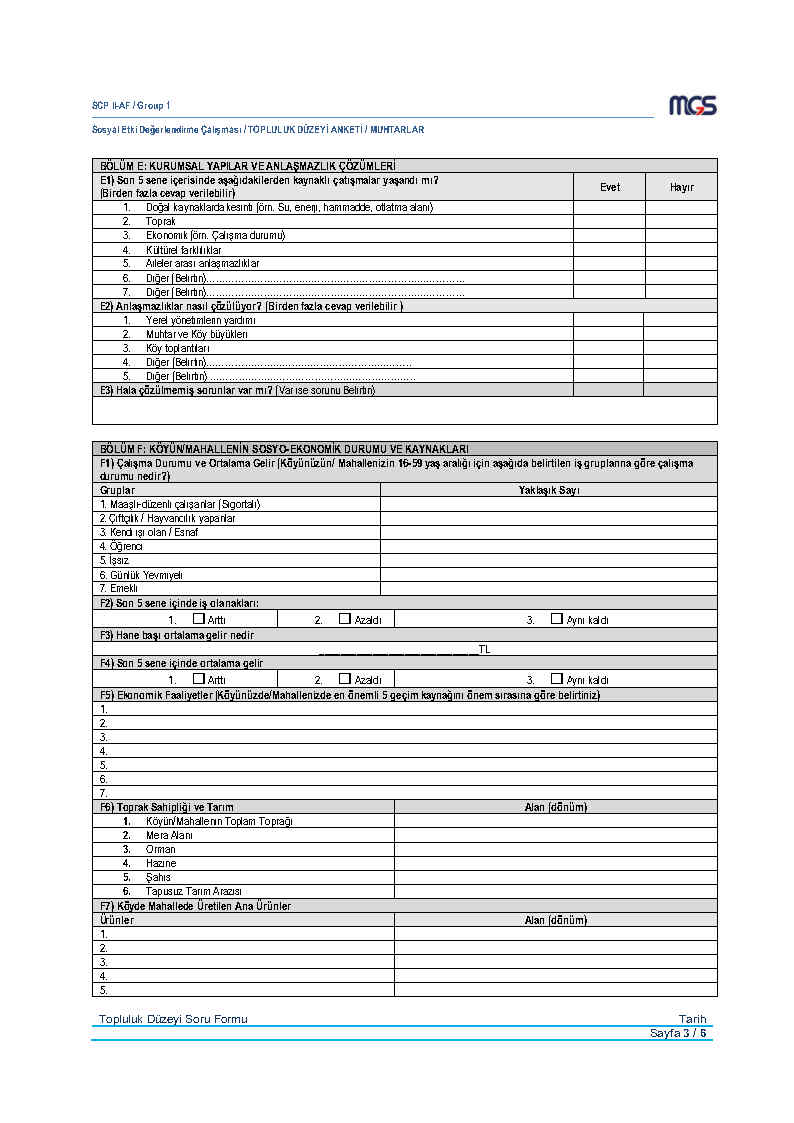 SCP II-AF / Group 1
MGS
Sosyal Etki Değerlendirme Çalışması / TOPLULUK DÜZEYİ ANKETİ / MUHTARLAR
BÖLÜM E: KURUMSAL YAPILAR VE ANLAŞMAZLIK ÇÖZÜMLERİ
E1) Son 5 sene içerisinde aşağıdakilerden kaynaklı çatışmalar yaşandı mı?
(Birden fazla cevap verilebilir)
Evet Hayır
1. Doğal kaynaklarda kesinti (örn. Su, enerji, hammadde, otlatma alanı)
2. Toprak
3. Ekonomik (örn. Çalışma durumu)
4. Kültürel farklılıklar
5. Aileler arası anlaşmazlıklar
6. Diğer (Belirtin)....................................................................................
7. Diğer (Belirtin)....................................................................................
E2) Anlaşmazlıklar nasıl çözülüyor? (Birden fazla cevap verilebilir )
1. Yerel yönetimlerin yardımı
2. Muhtar ve Köy büyükleri
3. Köy toplantıları
4. Diğer (Belirtin)...................................................................
5. Diğer (Belirtin)....................................................................
E3) Hala çözülmemiş sorunlar var mı? (Var ise sorunu Belirtin)
BÖLÜM F: KÖYÜN/MAHALLENİN SOSYO-EKONOMİK DURUMU VE KAYNAKLARI
F1) Çalışma Durumu ve Ortalama Gelir (Köyünüzün/ Mahallenizin 16-59 yaş aralığı için aşağıda belirtilen iş gruplarına göre çalışma
durumu nedir?)
Gruplar Yaklaşık Sayı
1. Maaşlı-düzenli çalışanlar (Sigortalı)
2. Çiftçilik / Hayvancılık yapanlar
3. Kendi işi olan / Esnaf
4. Öğrenci
5. İşsiz
6. Günlük Yevmiyeli
7. Emekli
F2) Son 5 sene içinde iş olanakları:
1. ☐ Arttı 2. ☐ Azaldı 3. ☐ Aynı kaldı
F3) Hane başı ortalama gelir nedir
______________________________TL
F4) Son 5 sene içinde ortalama gelir
1. ☐ Arttı 2. ☐ Azaldı 3. ☐ Aynı kaldı
F5) Ekonomik Faaliyetler (Köyünüzde/Mahallenizde en önemli 5 geçim kaynağını önem sırasına göre belirtiniz)
1.
2.
3.
4.
5.
6.
7.
F6) Toprak Sahipliği ve Tarım Alan (dönüm)
1. Köyün/Mahallenin Toplam Toprağı
2. Mera Alanı
3. Orman
4. Hazine
5. Şahıs
6. Tapusuz Tarım Arazisi
F7) Köyde Mahallede Üretilen Ana Ürünler
Ürünler Alan (dönüm)
1.
2.
3.
4.
5.
Topluluk Düzeyi Soru Formu Tarih
Sayfa 3 / 6